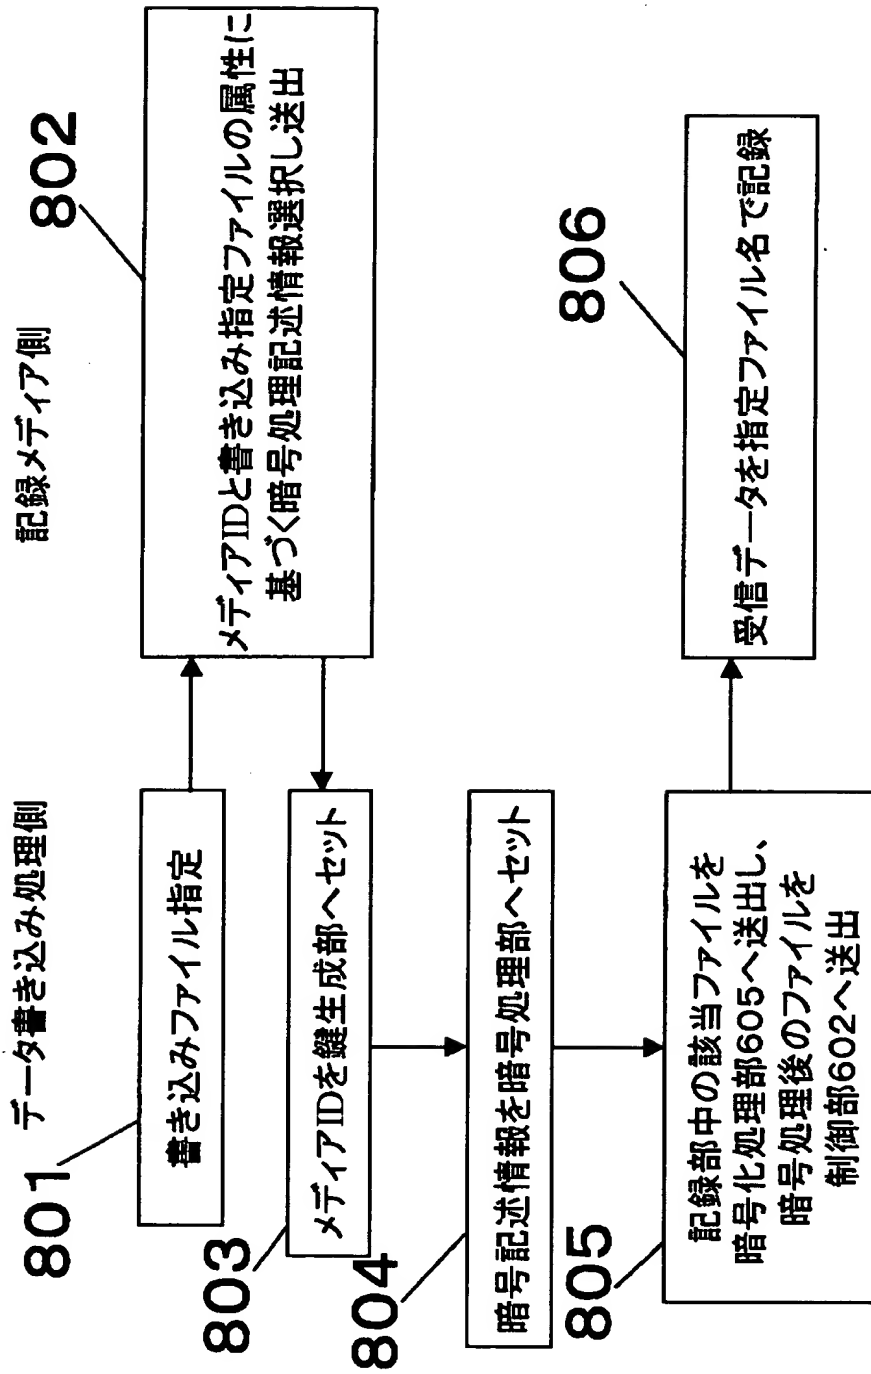 データ書き込み処理側
記録メディア側
801
書き込みファイル指定
802
メディアIDと書き込み指定ファイルの属性に
基づく暗号処理記述情報選択し送出
803
メディアIDを鍵生成部へセット
804
暗号記述情報を暗号処理部へセット
805
記録部中の該当ファイルを
暗号化処理部605へ送出し、
暗号処理後のファイルを
制御部602へ送出
806
受信データを指定ファイル名で記録